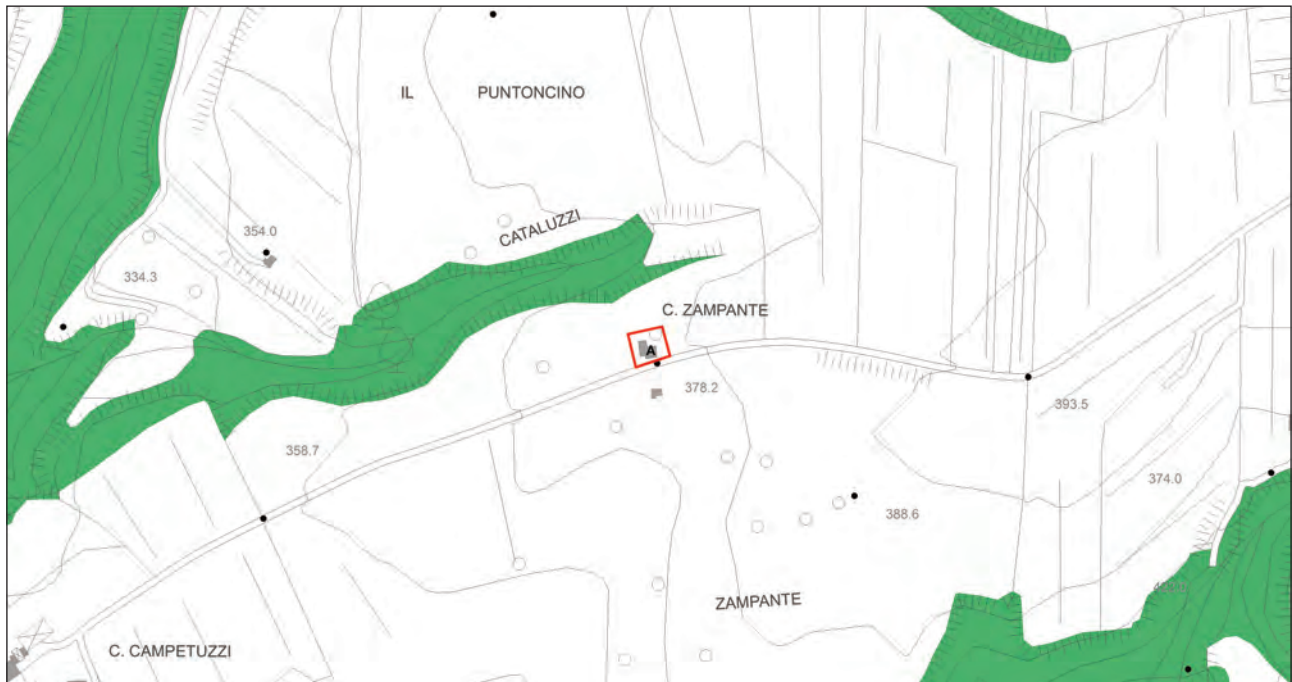 IL PUNTONCINO
CATALUZZI
354.0
334.3
C. ZAMPANTE
A
378.2
393.5
358.7
374.0
388.6
ZAMPANTE
C. CAMPETUZZI